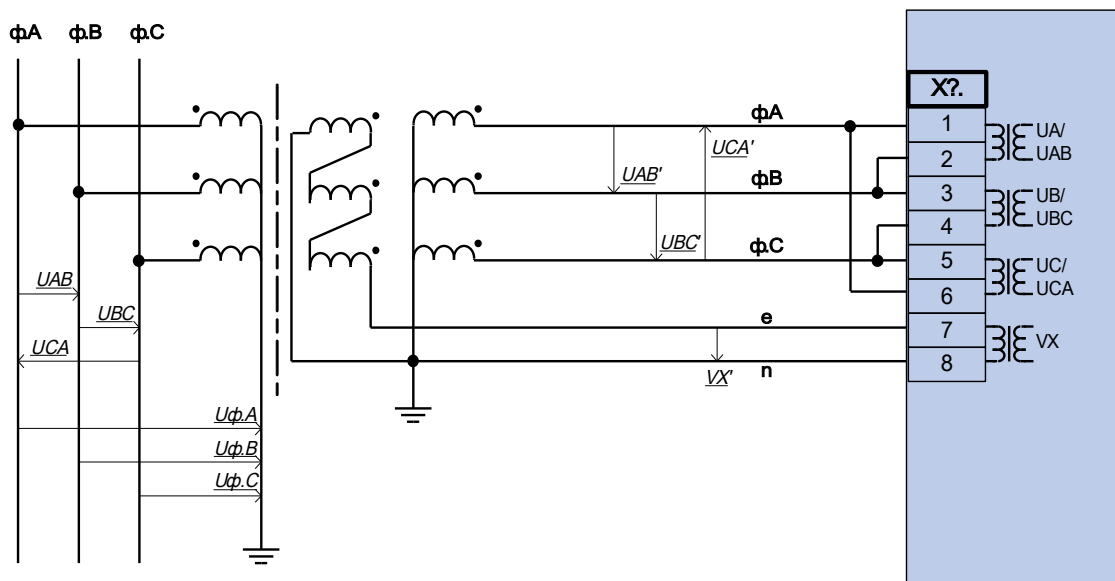 ф.А ф.В ф.С
Х?.
ф.А
1
UA/
UAB
UCA'
2
UAB'
ф.В
3
UB/
UBC
4
UBC'
ф.С
5
UC/
UCA
6
UAB
UBC
е
7
VX
UCA
n
8
VX'
Uф.А
Uф.В
Uф.С